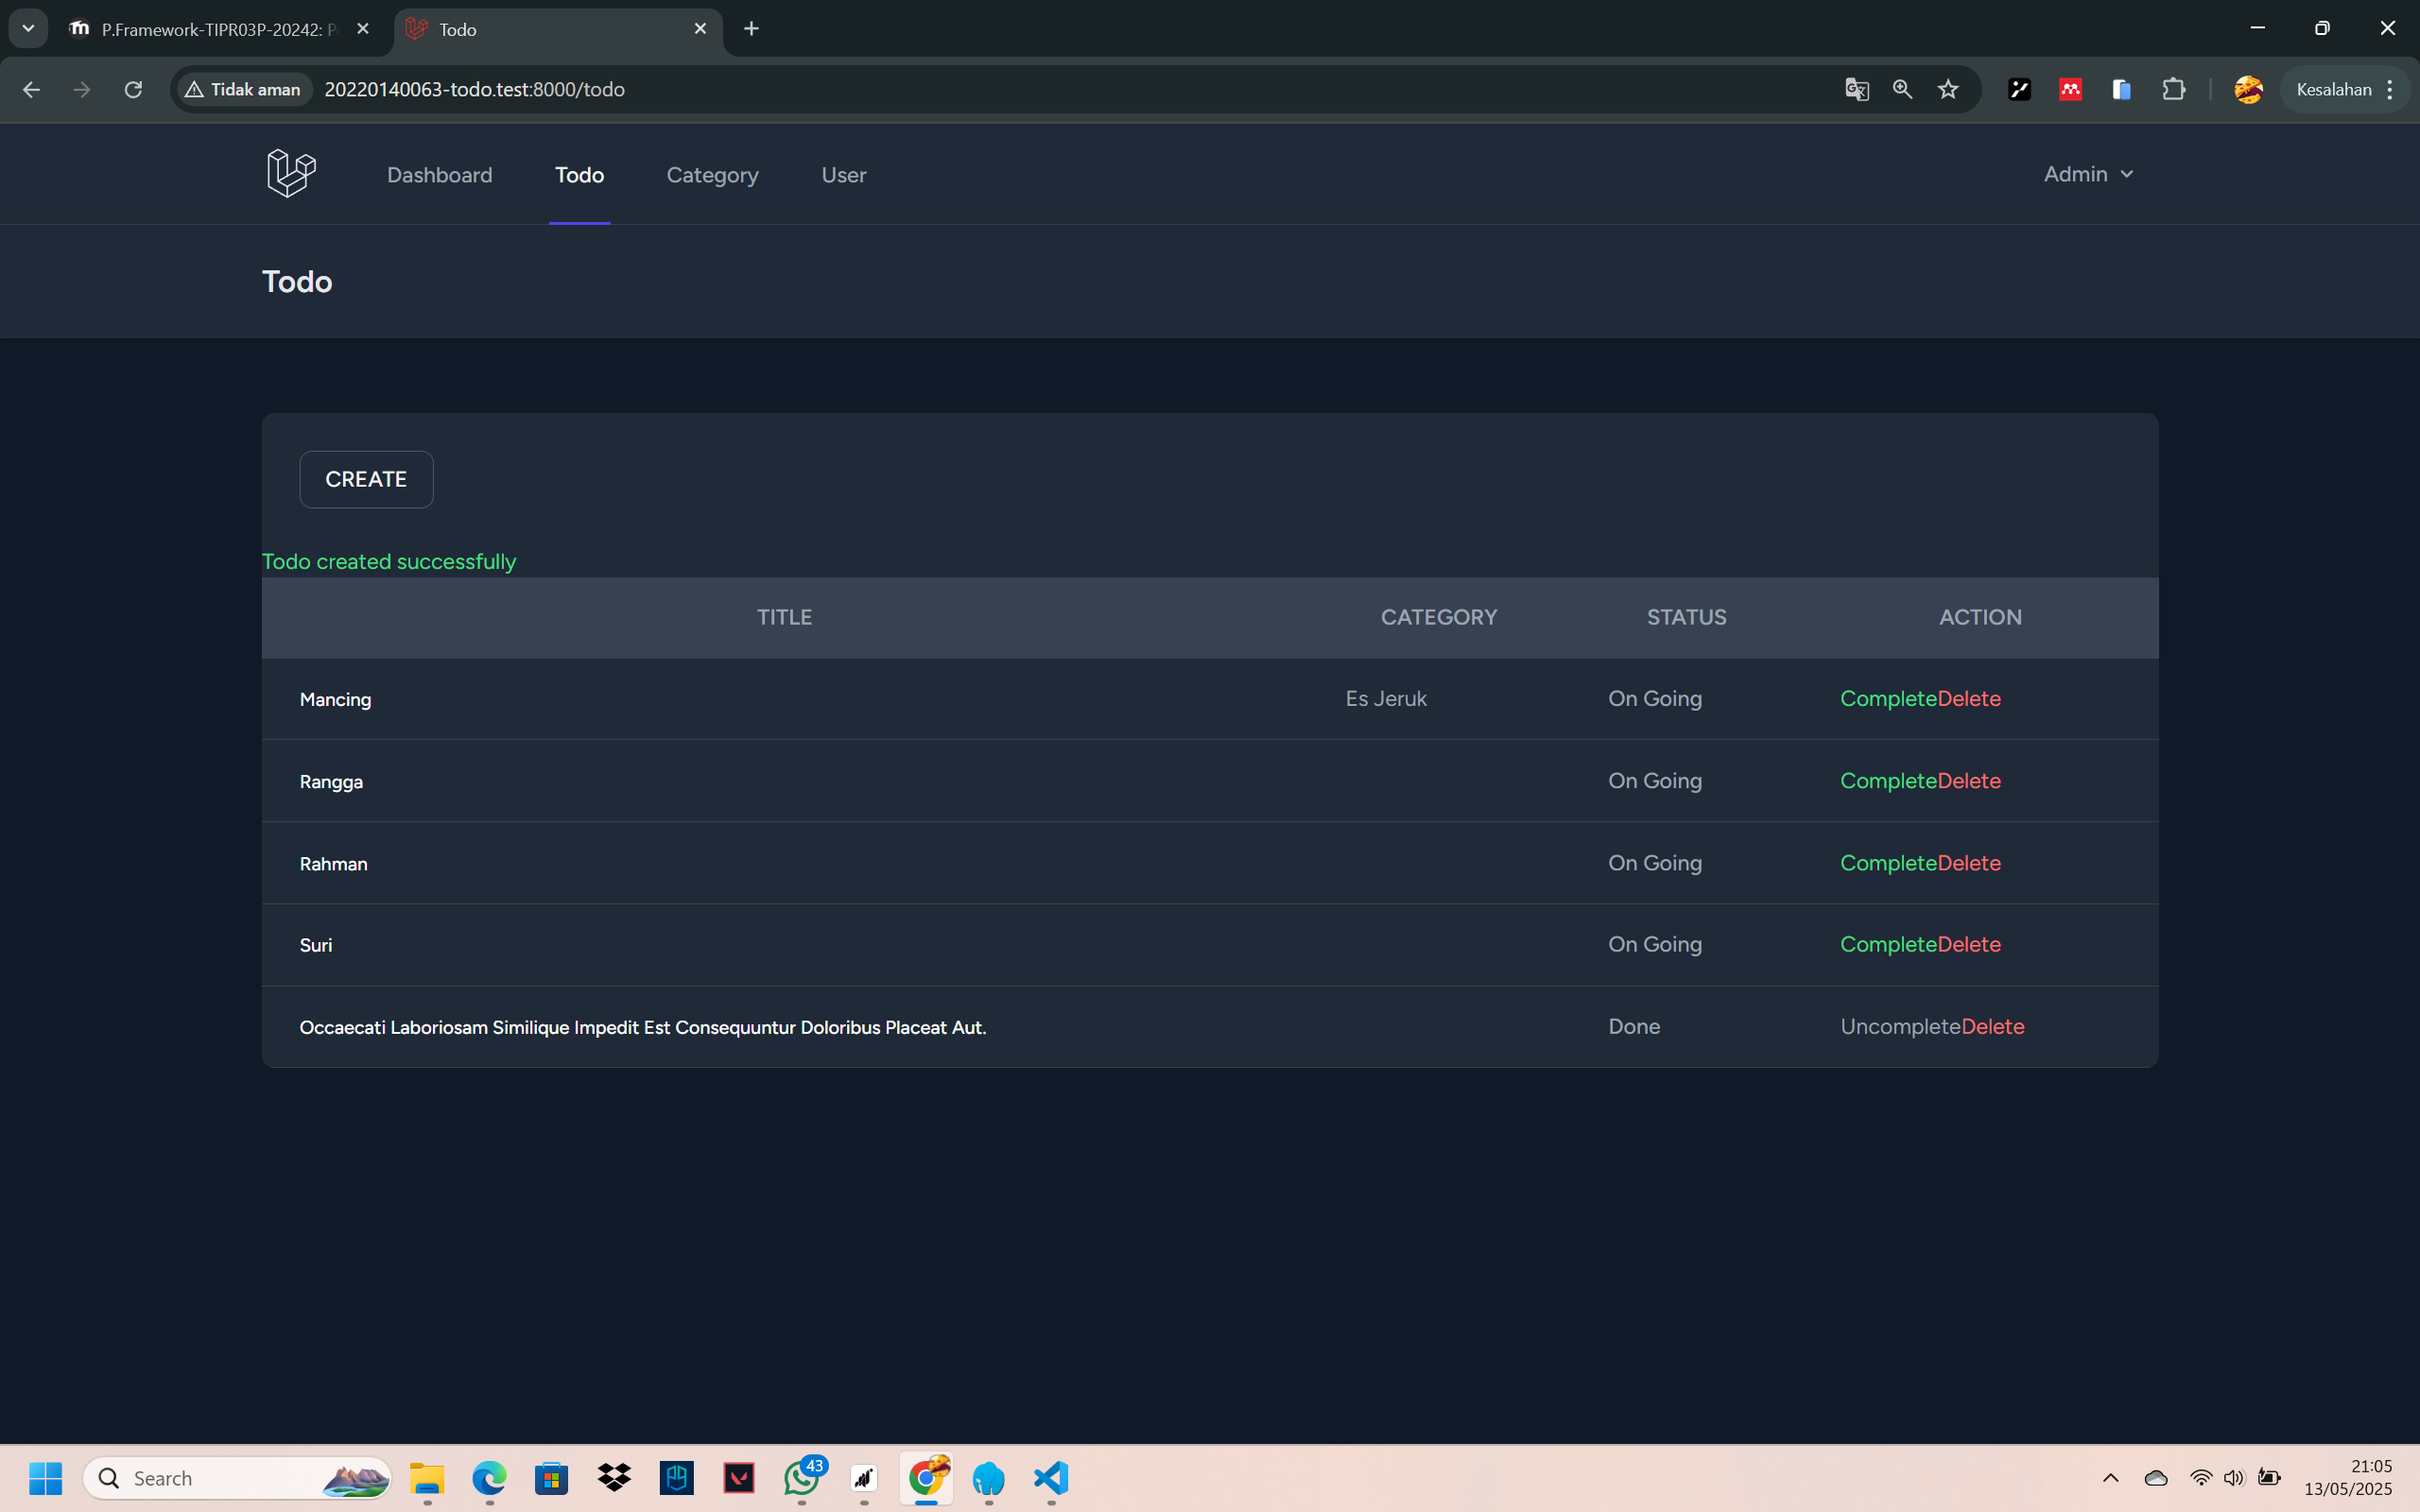 P.Framework-TIPR03P-20242: P
Todo
Tidak aman
20220140063-todo.test:8000/todo
Kesalahan
Dashboard
Todo
Category
User
Admin
Todo
CREATE
Todo created successfully
TITLE CATEGORY STATUS ACTION
Mancing Es Jeruk On Going CompleteDelete
Rangga On Going CompleteDelete
Rahman On Going CompleteDelete
Suri On Going CompleteDelete
Occaecati Laboriosam Similique Impedit Est Consequuntur Doloribus Placeat Aut. Done UncompleteDelete
Search
43
21:05
13/05/2025